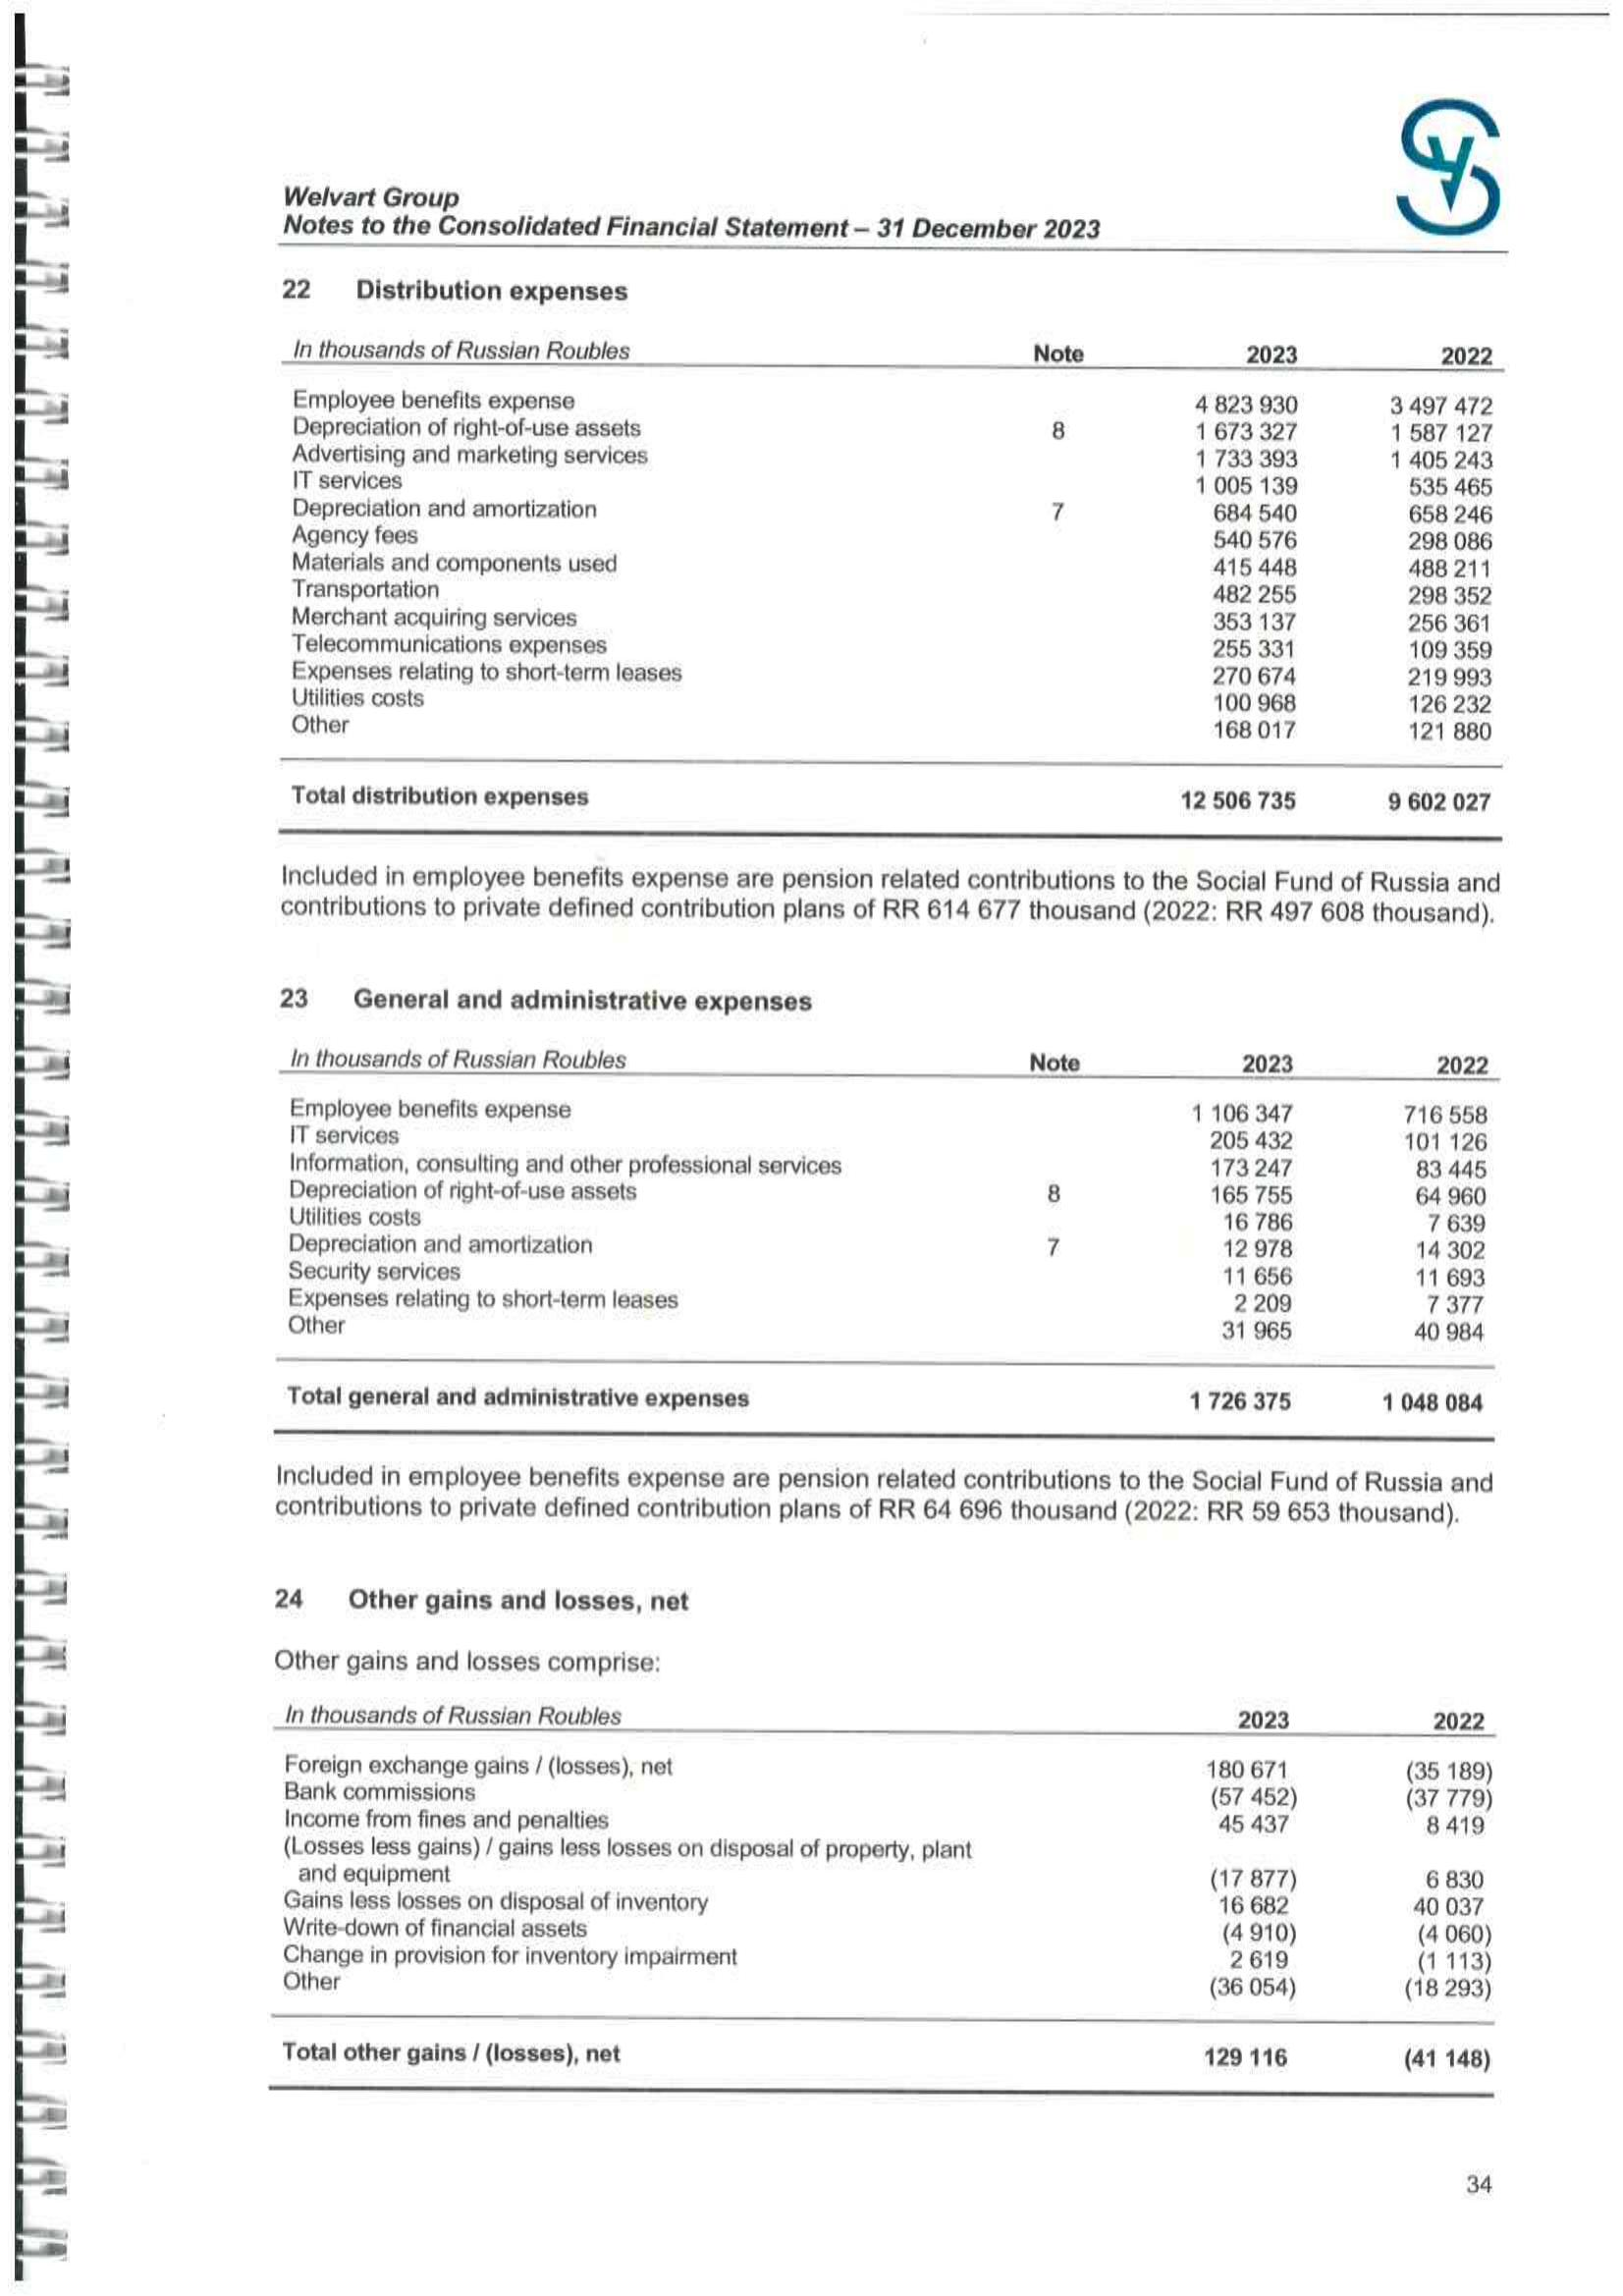 Welvart Group
Notes to the Consolidated Financial Statement – 31 December 2023
22 Distribution expenses
In thousands of Russian Roubles Note 2023 2022
Employee benefits expense 4 823 930 3 497 472
Depreciation of right-of-use assets 8 1 673 327 1 587 127
Advertising and marketing services 1 733 393 1 405 243
IT services 1 005 139 535 465
Depreciation and amortization 7 684 540 658 246
Agency fees 540 576 298 086
Materials and components used 415 448 488 211
Transportation 482 255 298 352
Merchant acquiring services 353 137 256 361
Telecommunications expenses 255 331 109 359
Expenses relating to short-term leases 270 674 219 993
Utilities costs 100 968 126 232
Other 168 017 121 880
Total distribution expenses 12 506 735 9 602 027
Included in employee benefits expense are pension related contributions to the Social Fund of Russia and
contributions to private defined contribution plans of RR 614 677 thousand (2022: RR 497 608 thousand).
23 General and administrative expenses
In thousands of Russian Roubles Note 2023 2022
Employee benefits expense 1 106 347 716 558
IT services 205 432 101 126
Information, consulting and other professional services 173 247 83 445
Depreciation of right-of-use assets 8 165 755 64 960
Utilities costs 16 786 7 639
Depreciation and amortization 7 12 978 14 302
Security services 11 656 11 693
Expenses relating to short-term leases 2 209 7 377
Other 31 965 40 984
Total general and administrative expenses 1 726 375 1 048 084
Included in employee benefits expense are pension related contributions to the Social Fund of Russia and
contributions to private defined contribution plans of RR 64 696 thousand (2022: RR 59 653 thousand).
24 Other gains and losses, net
Other gains and losses comprise:
In thousands of Russian Roubles 2023 2022
Foreign exchange gains / (losses), net 180 671 (35 189)
Bank commissions (57 452) (37 779)
Income from fines and penalties 45 437 8 419
(Losses less gains) / gains less losses on disposal of property, plant
and equipment (17 877) 6 830
Gains less losses on disposal of inventory 16 682 40 037
Write-down of financial assets (4 910) (4 060)
Change in provision for inventory impairment 2 619 (1 113)
Other (36 054) (18 293)
Total other gains / (losses), net 129 116 (41 148)
34